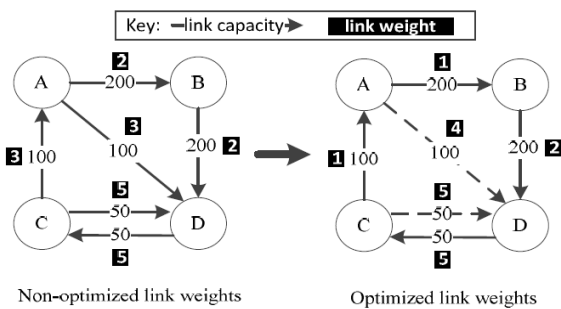 Key: link capacity link weight
2 1
A 200 B A 200 B
3 4
3 100 100 200 2 1 100 100 200 2
5 5
C 50 D C 50 D
50 50
5 5
Non-optimized link weights Optimized link weights